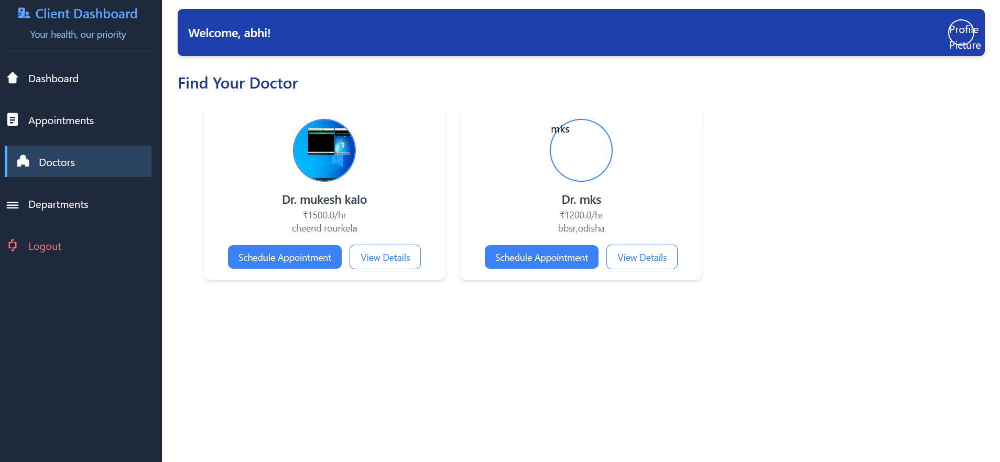 Client Dashboard
Your health, our priority
Dashboard
Appointments
Doctors
Departments
Logout
Welcome, abhi!
Profile
Picture
Find Your Doctor
Dr. mukesh kalo
₹1500.0/hr
cheend rourkela
Schedule Appointment
View Details
mks
Dr. mks
₹1200.0/hr
bbsr,odisha
Schedule Appointment
View Details